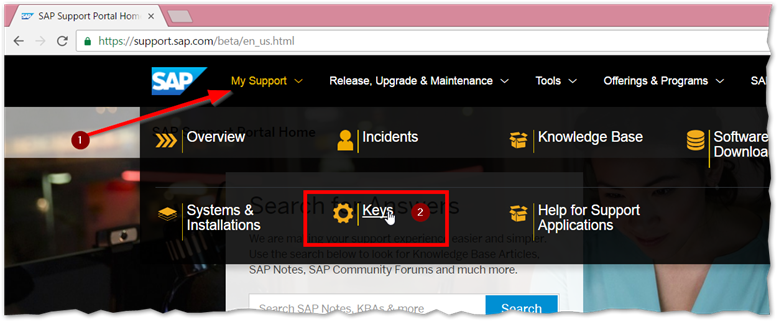 SAP Support Portal Home
https://support.sap.com/beta/en_us.html
SAP
My Support
Release, Upgrade & Maintenance
Tools
Offerings & Programs
SA
1
SAP Support Portal Home
Overview
Incidents
Knowledge Base
Software
Downloa
Systems &
Installations
Keys
2
Help for Support
Applications
Search for Answers
We are making your support experience easier and simpler.
Use the search below to look for Knowledge Base Articles,
SAP Notes, SAP Community Forums and much more.
Search SAP Notes, KBAs & more
Search